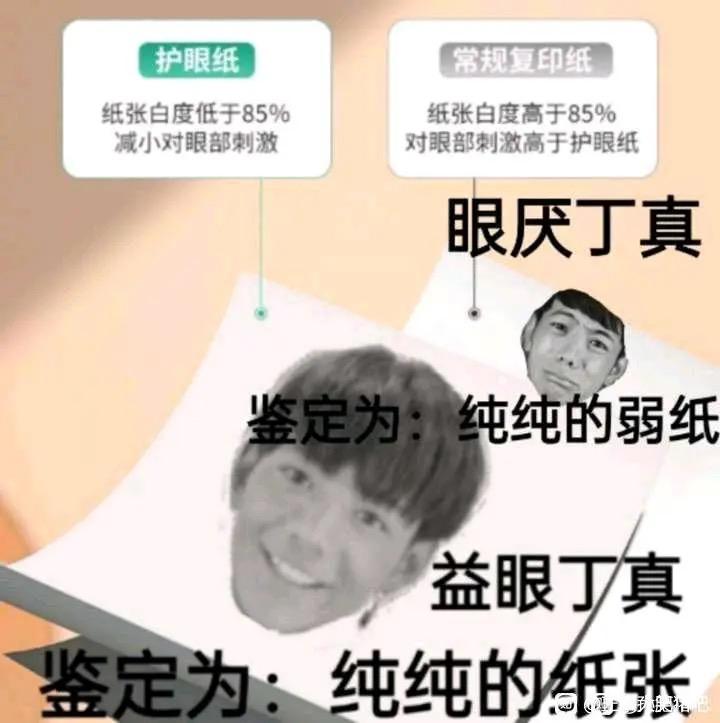 护眼纸
纸张白度低于85%
减小对眼部刺激
常规复印纸
纸张白度高于85%
对眼部刺激高于护眼纸
眼厌丁真
鉴定为：纯纯的弱纸
益眼丁真
鉴定为：纯纯的纸张